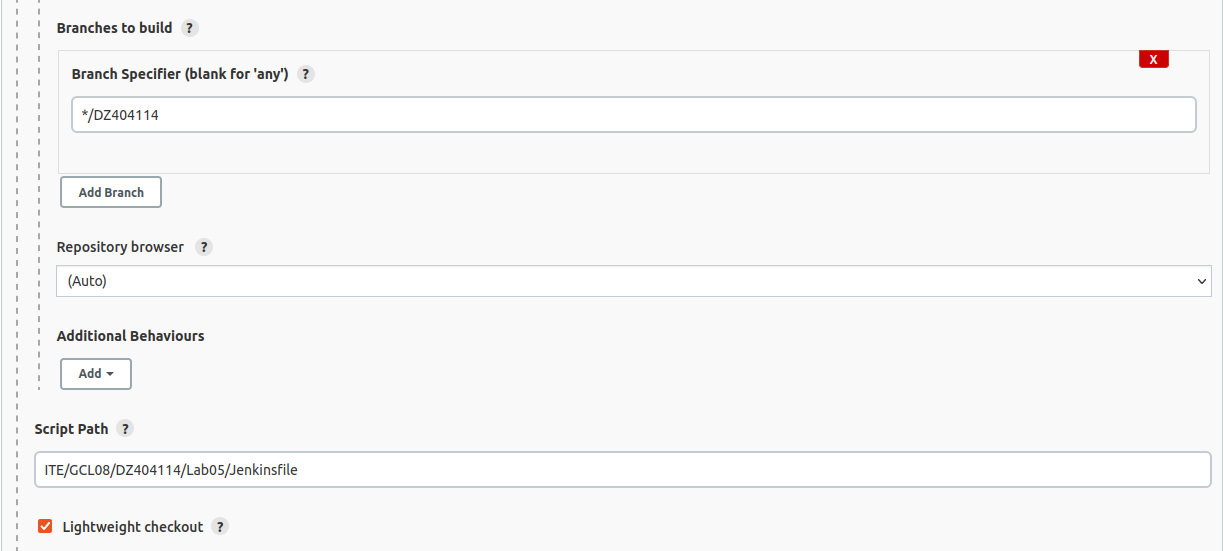 Branches to build ?
X
Branch Specifier (blank for 'any') ?
*/DZ404114
Add Branch
Repository browser ?
(Auto)
Additional Behaviours
Add
Script Path ?
ITE/GCL08/DZ404114/Lab05/Jenkinsfile
Lightweight checkout ?